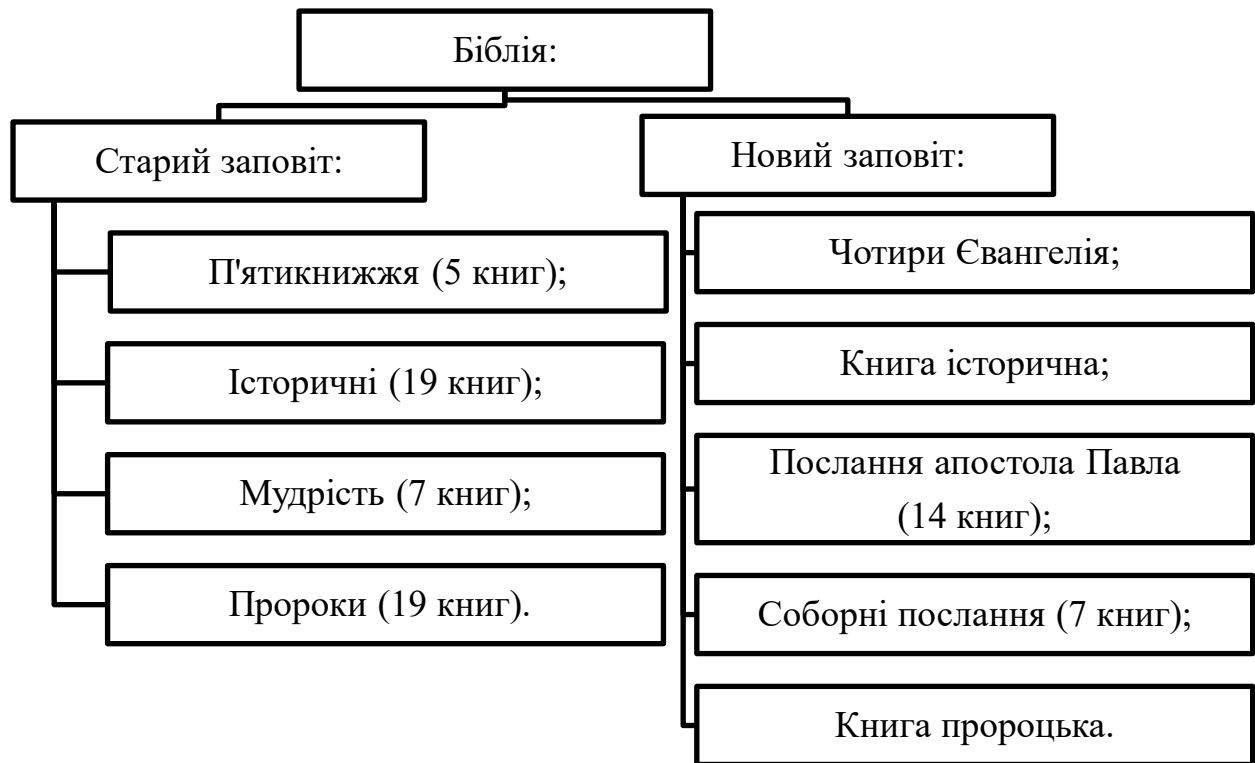 Біблія:
Старий заповіт:
П'ятикнижжя (5 книг);
Історичні (19 книг);
Мудрість (7 книг);
Пророки (19 книг).
Новий заповіт:
Чотири Євангелія;
Книга історична;
Послання апостола Павла
(14 книг);
Соборні послання (7 книг);
Книга пророцька.